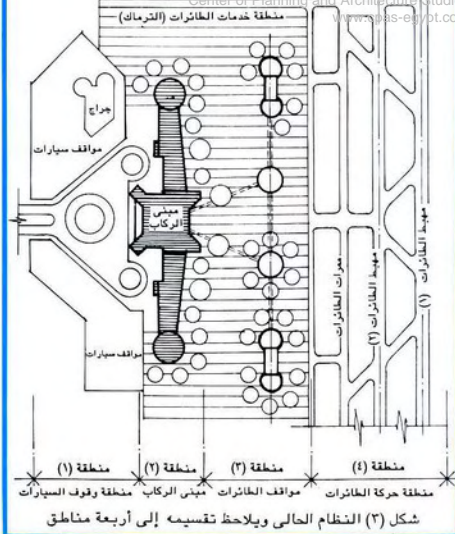 Center of Planning and Architecture Studi
www.cpas-egypt.co
منطقة خدمات الطائرات (الترماك)
جراج
مواقف سيارات
مبنى
الركاب
مواقف سيارات
ممرات الطائرات
مهبط الطائرات (٢)
مهبط الطائرات (١)
منطقة (١)
منطقة (٢)
منطقة (٣)
منطقة (٤)
منطقة وقوف السيارات
مبنى الركاب
مواقف الطائرات
منطقة حركة الطائرات
شكل (٣) النظام الحالى ويلاحظ تقسيمه إلى أربعة مناطق